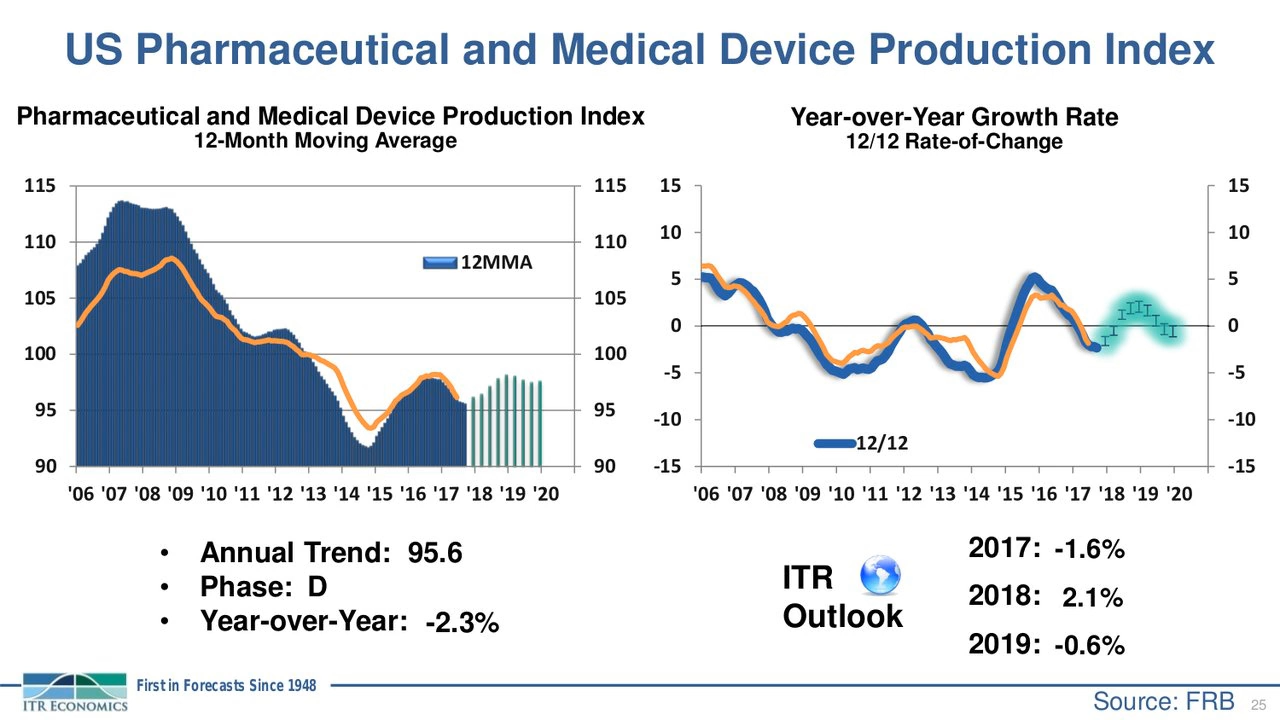 US Pharmaceutical and Medical Device Production Index
Pharmaceutical and Medical Device Production Index
12-Month Moving Average
115
110
105
100
95
90
12MMA
115
110
105
100
95
90
'06 '07 '08 '09 '10 '11 '12 '13 '14 '15 '16 '17 '18 '19 '20
Year-over-Year Growth Rate
12/12 Rate-of-Change
15
10
5
0
-5
-10
-15
12/12
15
10
5
0
-5
-10
-15
'06 '07 '08 '09 '10 '11 '12 '13 '14 '15 '16 '17 '18 '19 '20
• Annual Trend: 95.6
• Phase: D
• Year-over-Year: -2.3%
ITR
Outlook
2017: -1.6%
2018: 2.1%
2019: -0.6%
ITR ECONOMICS
First in Forecasts Since 1948
Source: FRB
25